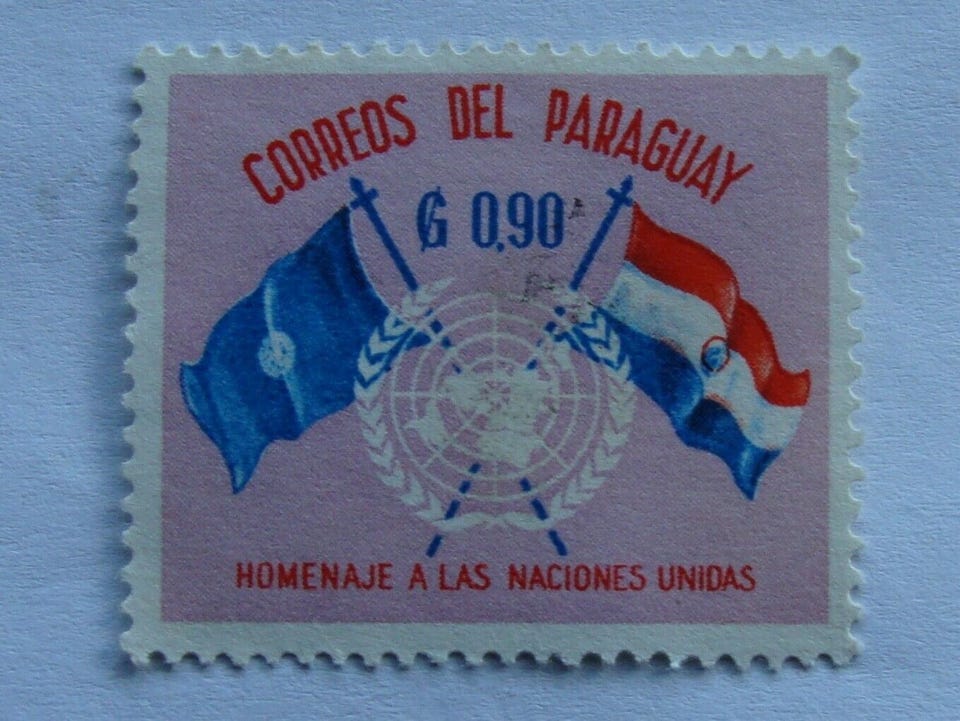 CORREOS DEL PARAGUAY
₲ 0,90
HOMENAJE A LAS NACIONES UNIDAS